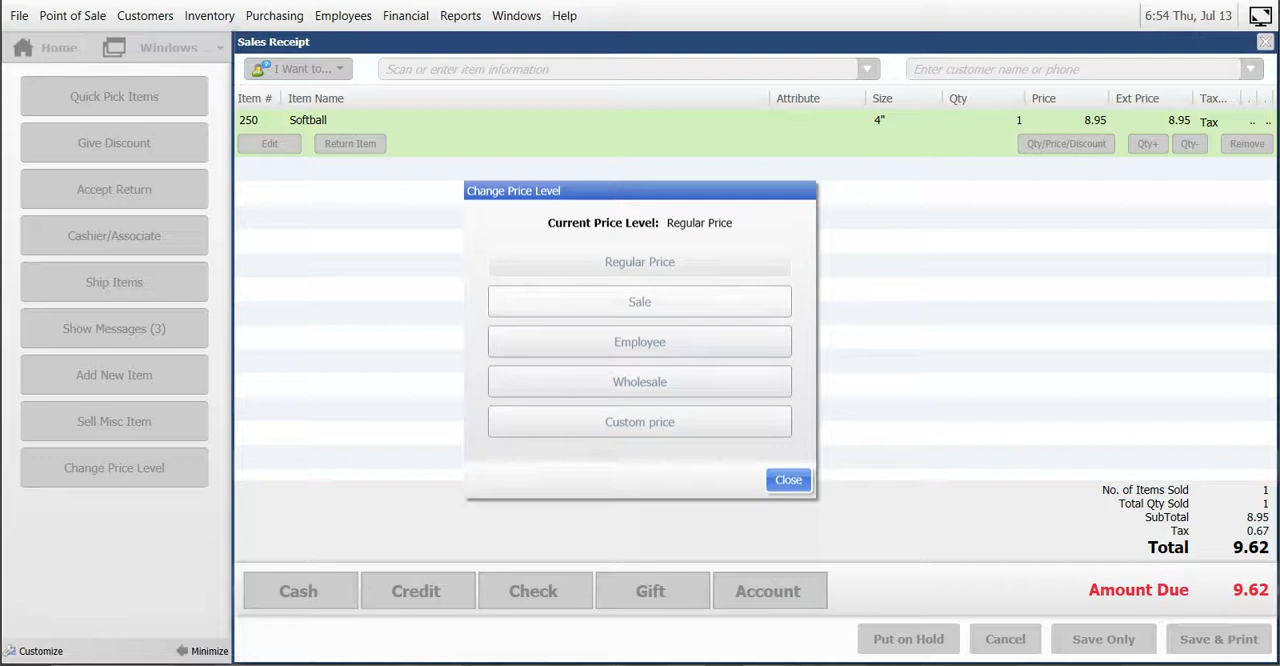 File Point of Sale Customers Inventory Purchasing Employees Financial Reports Windows Help 6:54 Thu, Jul 13
Home Windows
Sales Receipt
I Want to... Scan or enter item information Enter customer name or phone
Quick Pick Items
Give Discount
Accept Return
Cashier/Associate
Ship Items
Show Messages (3)
Add New Item
Sell Misc Item
Change Price Level
Item # Item Name Attribute Size Qty Price Ext Price Tax... . .
250 Softball 4" 1 8.95 8.95 Tax .. ..
Edit Return Item Qty/Price/Discount Qty+ Qty- Remove
Change Price Level
Current Price Level: Regular Price
Regular Price
Sale
Employee
Wholesale
Custom price
Close
No. of Items Sold 1
Total Qty Sold 1
SubTotal 8.95
Tax 0.67
Total 9.62
Cash Credit Check Gift Account Amount Due 9.62
Put on Hold Cancel Save Only Save & Print
Customize Minimize